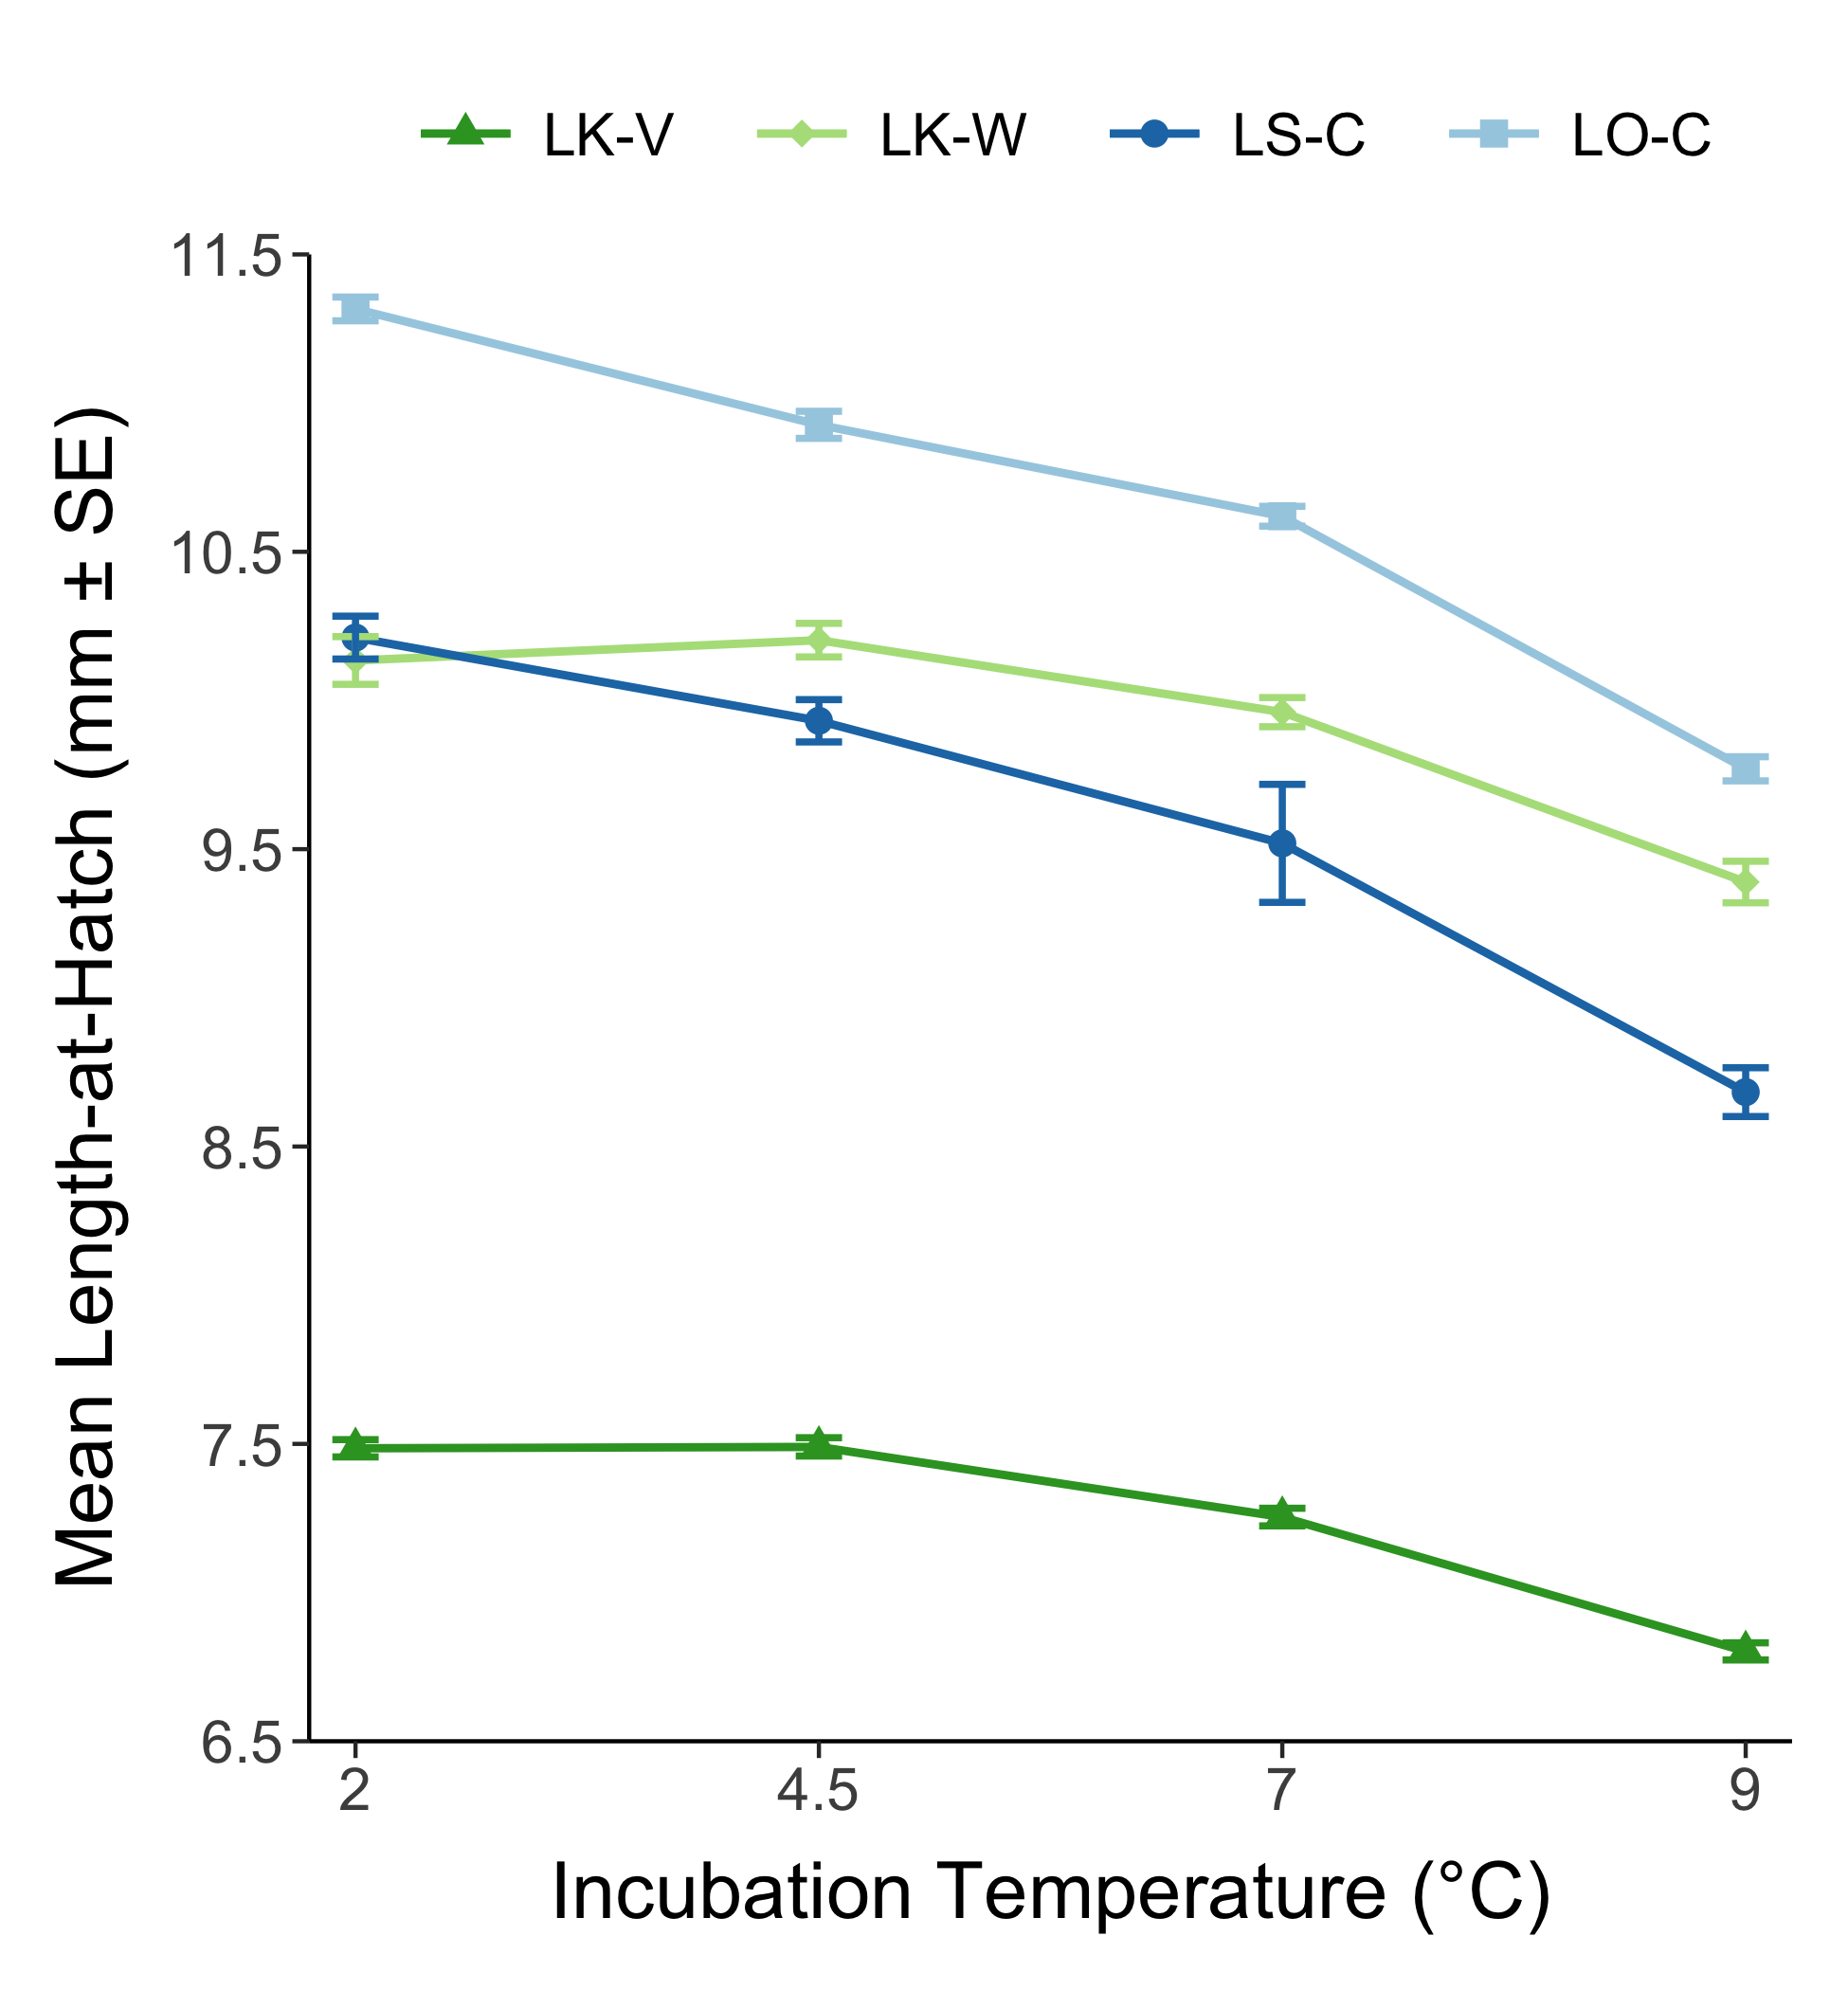 LK-V LK-W LS-C LO-C
11.5
10.5
9.5
8.5
7.5
6.5
Mean Length-at-Hatch (mm ± SE)
2 4.5 7 9
Incubation Temperature (°C)